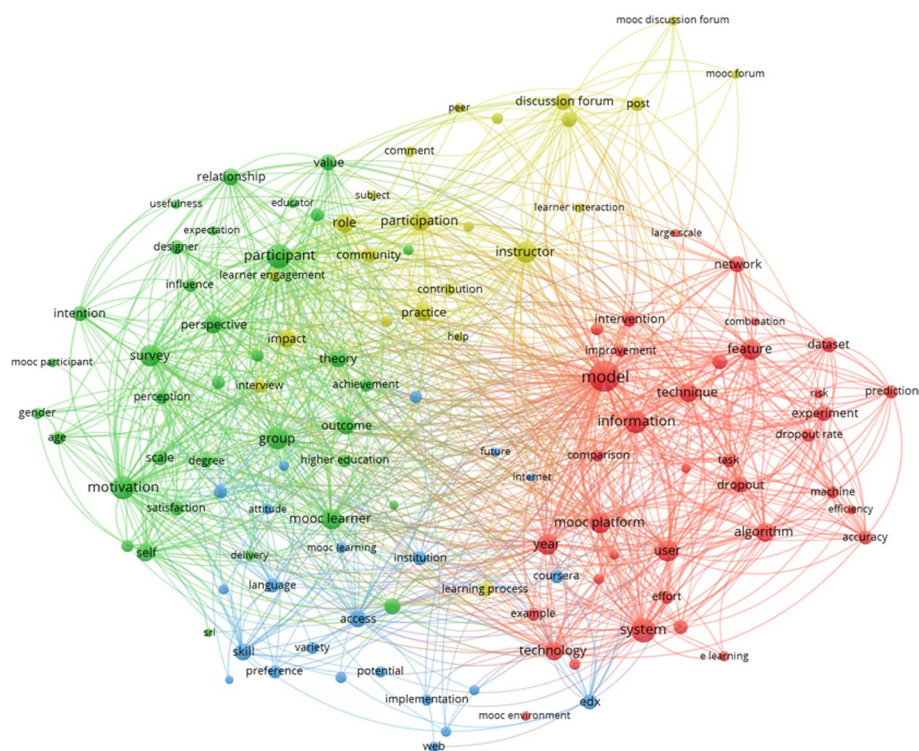 mooc discussion forum
mooc forum
discussion forum
post
peer
comment
value
relationship
subject
usefulness
educator
learner interaction
role
participation
expectation
large scale
designer
participant
community
instructor
network
learner engagement
influence
contribution
intention
perspective
practice
intervention
combination
impact
help
dataset
survey
theory
improvement
feature
mooc participant
model
interview
achievement
technique
risk
prediction
perception
gender
experiment
age
outcome
information
dropout rate
group
scale
degree
higher education
future
comparison
task
motivation
internet
dropout
machine
satisfaction
attitude
efficiency
mooc learner
mooc platform
algorithm
accuracy
self
delivery
mooc learning
institution
year
user
language
learning process
coursera
effort
access
example
srl
system
skill
variety
technology
e learning
preference
potential
implementation
edx
mooc environment
web